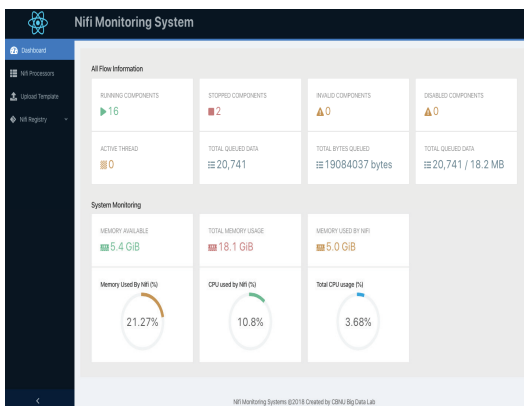 Nifi Monitoring System
Dashboard
Nifi Processors
Upload Template
Nifi Registry
All Flow Information
RUNNING COMPONENTS
16
STOPPED COMPONENTS
2
INVALID COMPONENTS
0
DISABLED COMPONENTS
0
ACTIVE THREAD
0
TOTAL QUEUED DATA
20,741
TOTAL BYTES QUEUED
19084037 bytes
TOTAL QUEUED DATA
20,741 / 18.2 MB
System Monitoring
MEMORY AVAILABLE
5.4 GiB
TOTAL MEMORY USAGE
18.1 GiB
MEMORY USED BY NIFI
5.0 GiB
Memory Used By Nifi (%)
21.27%
CPU used by Nifi (%)
10.8%
Total CPU usage (%)
3.68%
Nifi Monitoring Systems @2018 Created by CBNU Big Data Lab